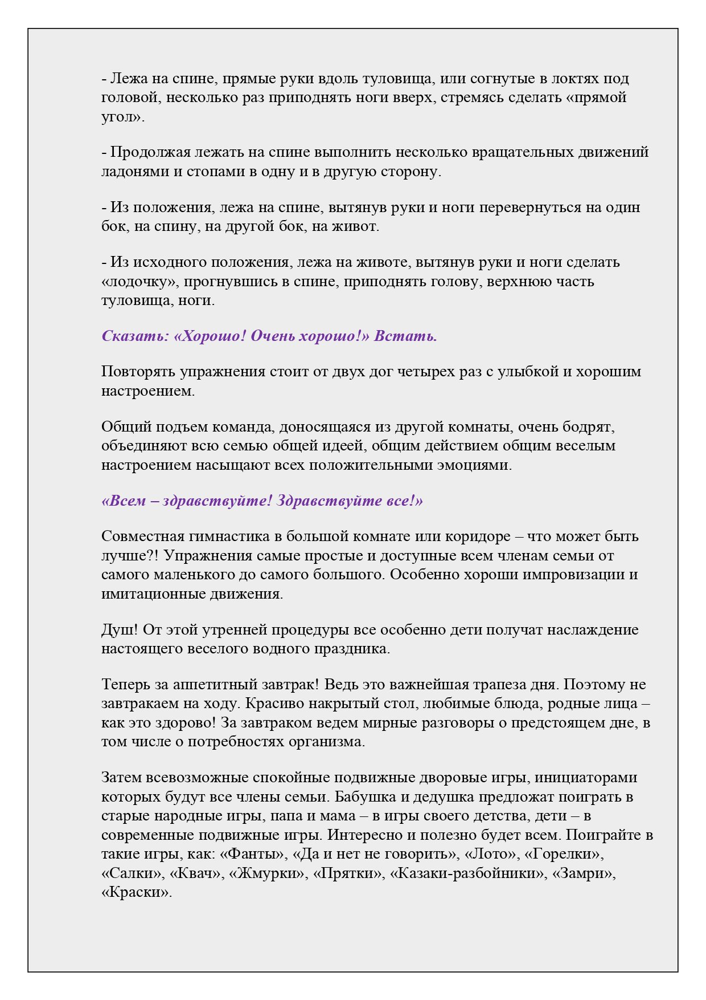 - Лежа на спине, прямые руки вдоль туловища, или согнутые в локтях под
головой, несколько раз приподнять ноги вверх, стремясь сделать «прямой
угол».
- Продолжая лежать на спине выполнить несколько вращательных движений
ладонями и стопами в одну и в другую сторону.
- Из положения, лежа на спине, вытянув руки и ноги перевернуться на один
бок, на спину, на другой бок, на живот.
- Из исходного положения, лежа на животе, вытянув руки и ноги сделать
«лодочку», прогнувшись в спине, приподнять голову, верхнюю часть
туловища, ноги.
Сказать: «Хорошо! Очень хорошо!» Встать.
Повторять упражнения стоит от двух дог четырех раз с улыбкой и хорошим
настроением.
Общий подъем команда, доносящаяся из другой комнаты, очень бодрят,
объединяют всю семью общей идеей, общим действием общим веселым
настроением насыщают всех положительными эмоциями.
«Всем – здравствуйте! Здравствуйте все!»
Совместная гимнастика в большой комнате или коридоре – что может быть
лучше?! Упражнения самые простые и доступные всем членам семьи от
самого маленького до самого большого. Особенно хороши импровизации и
имитационные движения.
Душ! От этой утренней процедуры все особенно дети получат наслаждение
настоящего веселого водного праздника.
Теперь за аппетитный завтрак! Ведь это важнейшая трапеза дня. Поэтому не
завтракаем на ходу. Красиво накрытый стол, любимые блюда, родные лица –
как это здорово! За завтраком ведем мирные разговоры о предстоящем дне, в
том числе о потребностях организма.
Затем всевозможные спокойные подвижные дворовые игры, инициаторами
которых будут все члены семьи. Бабушка и дедушка предложат поиграть в
старые народные игры, папа и мама – в игры своего детства, дети – в
современные подвижные игры. Интересно и полезно будет всем. Поиграйте в
такие игры, как: «Фанты», «Да и нет не говорить», «Лото», «Горелки»,
«Салки», «Квач», «Жмурки», «Прятки», «Казаки-разбойники», «Замри»,
«Краски».